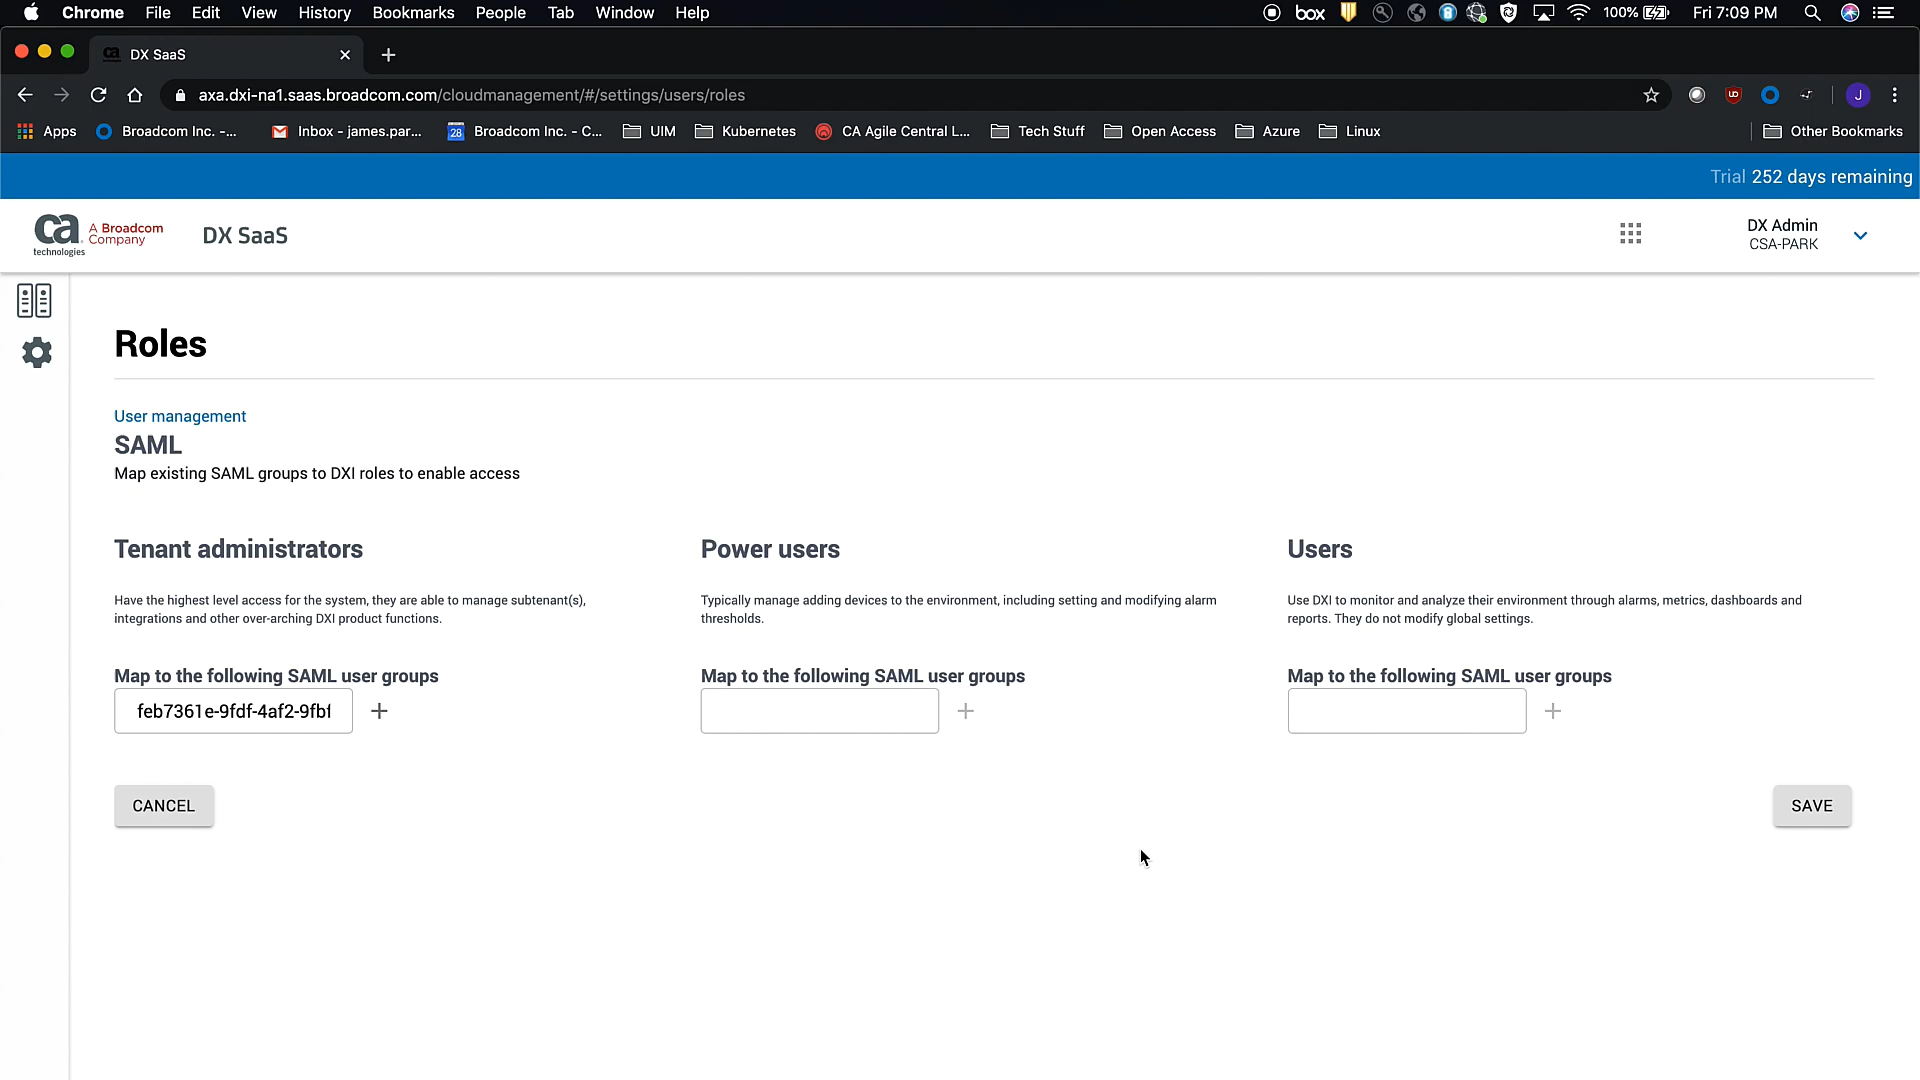 Chrome File Edit View History Bookmarks People Tab Window Help box 100% Fri 7:09 PM
DX SaaS
axa.dxi-na1.saas.broadcom.com/cloudmanagement/#/settings/users/roles J
Apps Broadcom Inc. -... Inbox - james.par... 28 Broadcom Inc. - C... UIM Kubernetes CA Agile Central L... Tech Stuff Open Access Azure Linux Other Bookmarks
Trial 252 days remaining
ca technologies A Broadcom Company DX SaaS DX Admin
CSA-PARK
Roles
User management
SAML
Map existing SAML groups to DXI roles to enable access
Tenant administrators
Have the highest level access for the system, they are able to manage subtenant(s),
integrations and other over-arching DXI product functions.
Map to the following SAML user groups
feb7361e-9fdf-4af2-9fbf
Power users
Typically manage adding devices to the environment, including setting and modifying alarm
thresholds.
Map to the following SAML user groups
Users
Use DXI to monitor and analyze their environment through alarms, metrics, dashboards and
reports. They do not modify global settings.
Map to the following SAML user groups
CANCEL SAVE